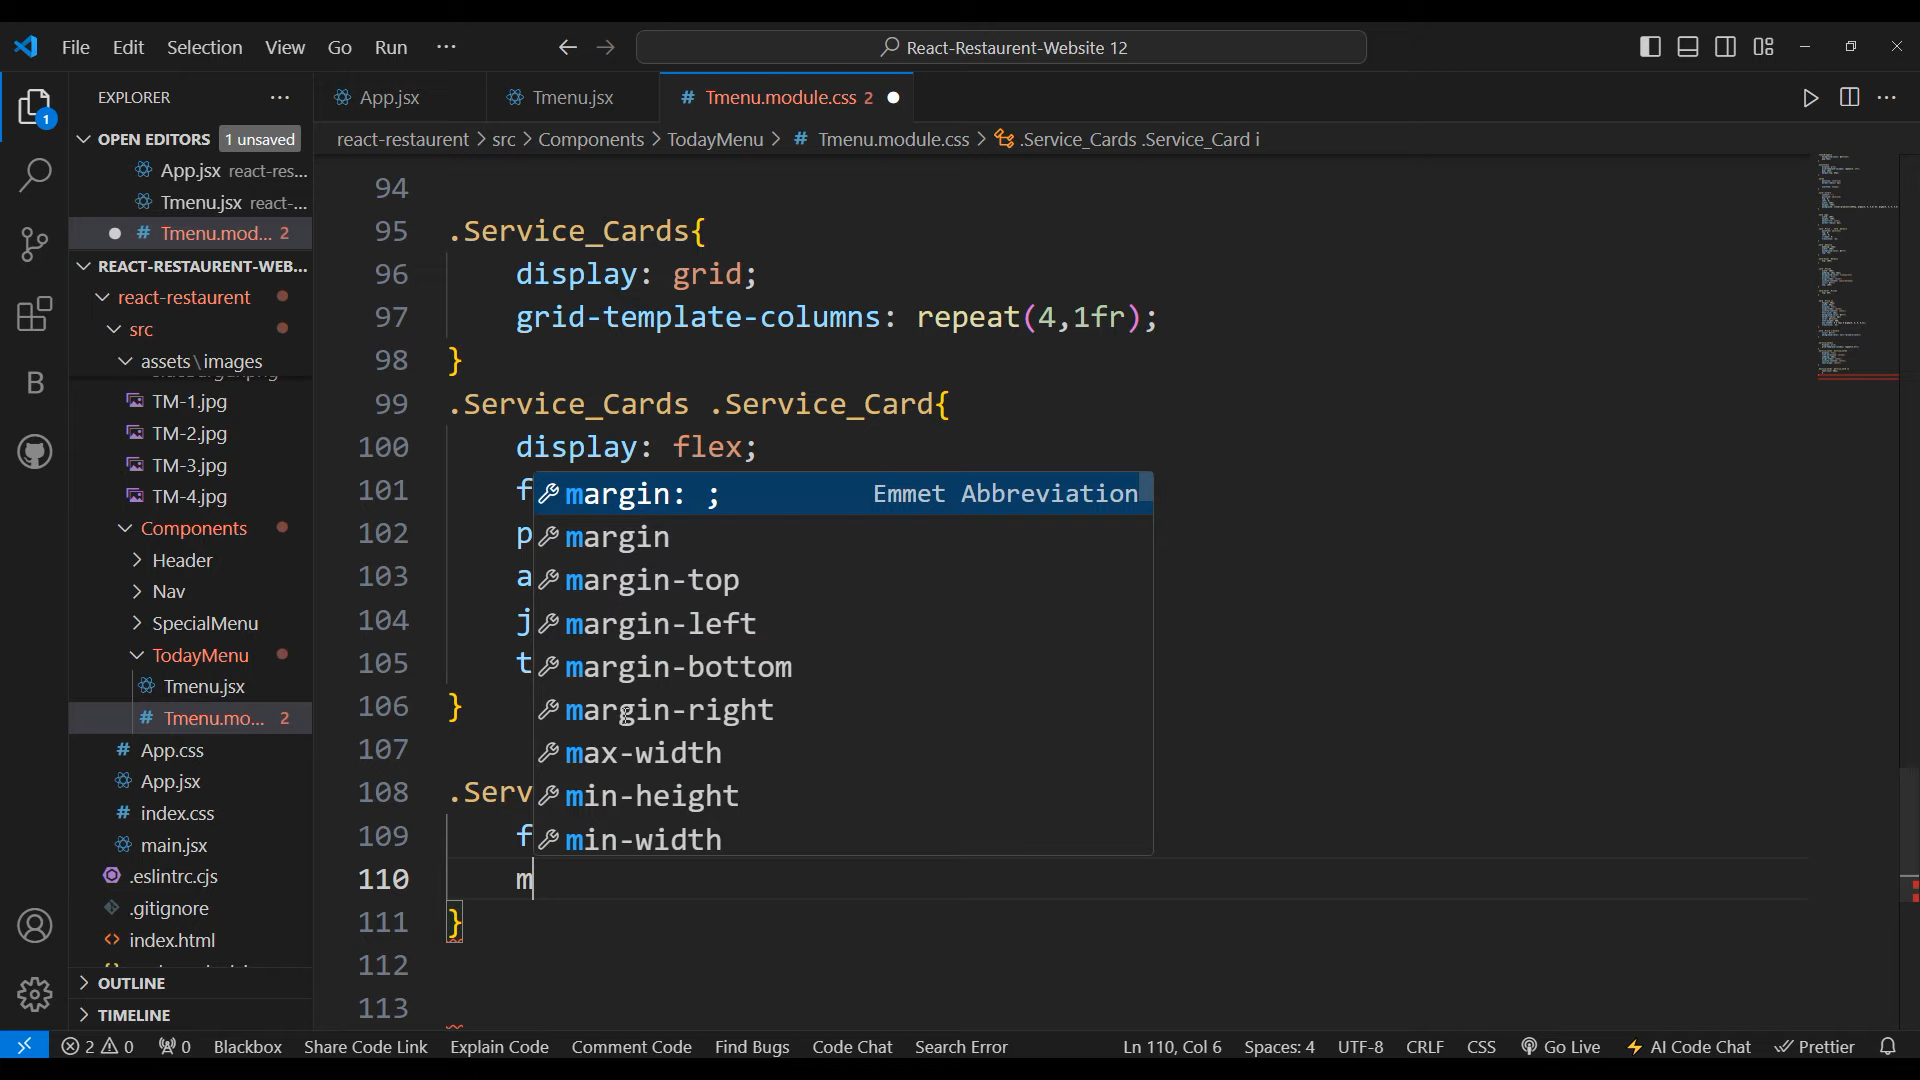 File Edit Selection View Go Run ··· React-Restaurent-Website 12
EXPLORER ···
App.jsx Tmenu.jsx # Tmenu.module.css 2
OPEN EDITORS 1 unsaved
react-restaurent > src > Components > TodayMenu > # Tmenu.module.css > .Service_Cards .Service_Card i
App.jsx react-res...
Tmenu.jsx react-...
# Tmenu.mod... 2
REACT-RESTAURENT-WEB...
react-restaurent
src
assets\images
TM-1.jpg
TM-2.jpg
TM-3.jpg
TM-4.jpg
Components
Header
Nav
SpecialMenu
TodayMenu
Tmenu.jsx
# Tmenu.mo... 2
# App.css
App.jsx
# index.css
main.jsx
.eslintrc.cjs
.gitignore
<> index.html
OUTLINE
TIMELINE
94
95 .Service_Cards{
96 display: grid;
97 grid-template-columns: repeat(4,1fr);
98 }
99 .Service_Cards .Service_Card{
100 display: flex;
101 f
102 p
103 a
104 j
105 t
106 }
107
108 .Serv
109 f
110 m
111 }
112
113
margin: ; Emmet Abbreviation
margin
margin-top
margin-left
margin-bottom
margin-right
max-width
min-height
min-width
2 0 0 Blackbox Share Code Link Explain Code Comment Code Find Bugs Code Chat Search Error Ln 110, Col 6 Spaces: 4 UTF-8 CRLF CSS Go Live AI Code Chat Prettier